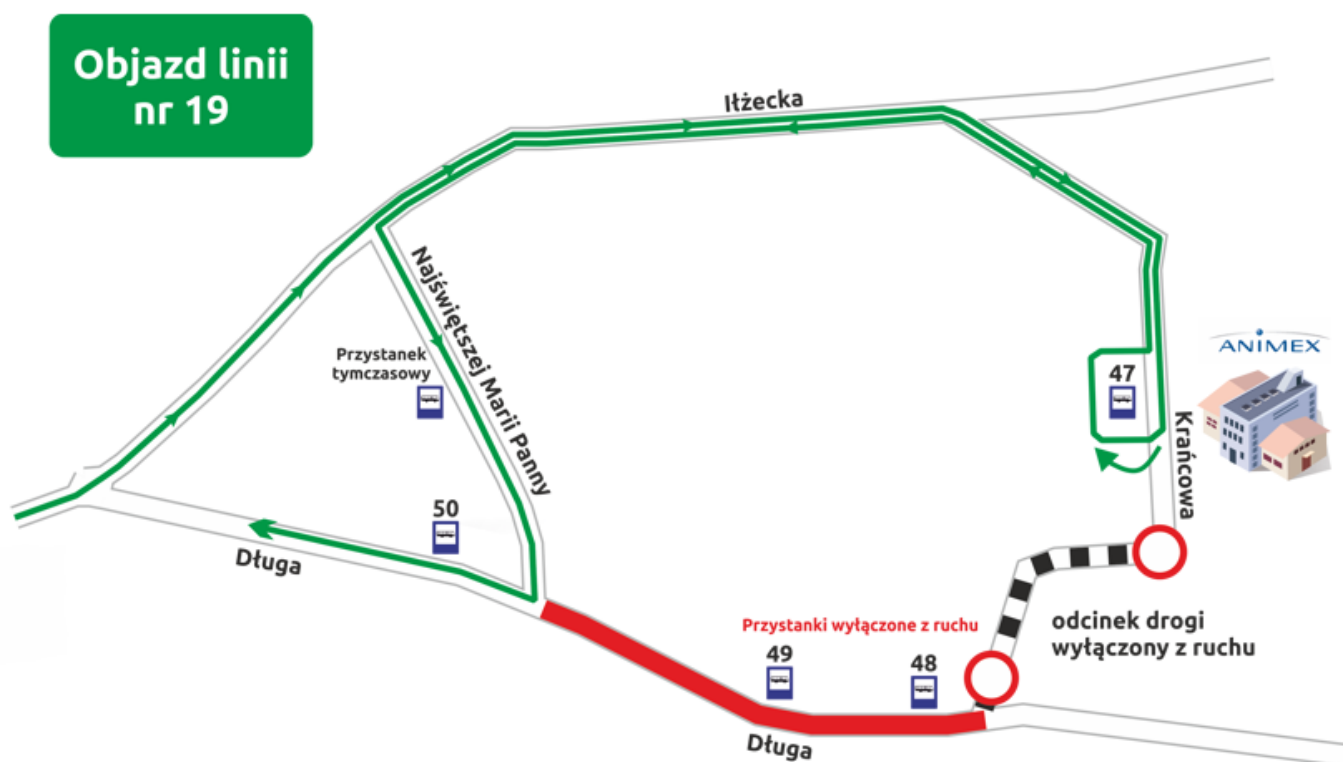 Objazd linii
nr 19
Iłżecka
Najświętszej Marii Panny
Przystanek
tymczasowy
ANIMEX
47
Krańcowa
50
Długa
Przystanki wyłączone z ruchu
49
48
odcinek drogi
wyłączony z ruchu
Długa